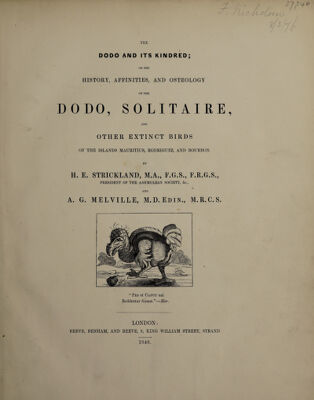 THE
DODO AND ITS KINDRED;
OR THE
HISTORY, AFFINITIES, AND OSTEOLOGY
OF THE
DODO, SOLITAIRE,
AND
OTHER EXTINCT BIRDS
OF THE ISLANDS MAURITIUS, RODRIGUEZ, AND BOURBON.
BY
H. E. STRICKLAND, M.A., F.G.S., F.R.G.S.,
PRESIDENT OF THE ASHMOLEAN SOCIETY, &c.,
AND
A. G. MELVILLE, M.D. EDIN., M.R.C.S.
LONDON:
REEVE, BENHAM, AND REEVE, 8, KING WILLIAM STREET, STRAND
1848.